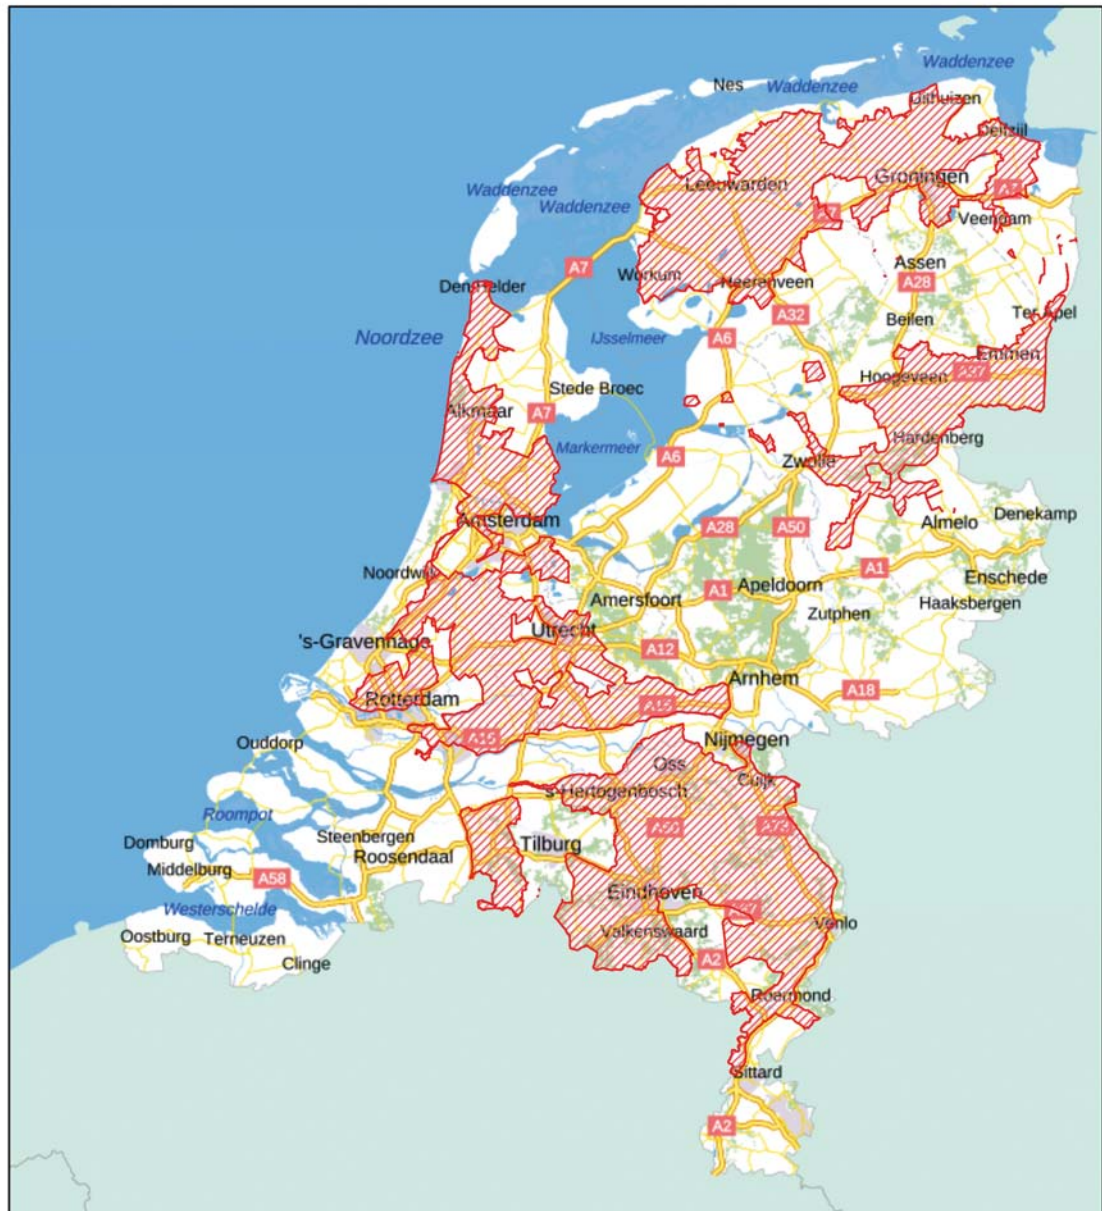 Waddenzee
Nes
Waddenzee
Uithuizen
Delfzijl
Leeuwarden
Groningen
Waddenzee
Waddenzee
A7
A7
Veendam
Assen
A7
Workum
Heerenveen
A28
Den Helder
A32
Beilen
Ter Apel
Noordzee
IJsselmeer
A6
Emmen
Hoogeveen
A37
Stede Broec
Alkmaar
A7
Hardenberg
Markermeer
A6
Zwolle
Amsterdam
A28
A50
Almelo
Denekamp
Noordwijk
A1
A1
Enschede
Amersfoort
Apeldoorn
Haaksbergen
Zutphen
's-Gravenhage
Utrecht
A12
Arnhem
A18
Rotterdam
A15
A15
Nijmegen
Ouddorp
Oss
Cuijk
's-Hertogenbosch
Roompot
A50
A73
Steenbergen
Domburg
Tilburg
Roosendaal
Middelburg
A58
Eindhoven
Westerschelde
A67
Venlo
Valkenswaard
Oostburg
Terneuzen
A2
Clinge
Roermond
Sittard
A2